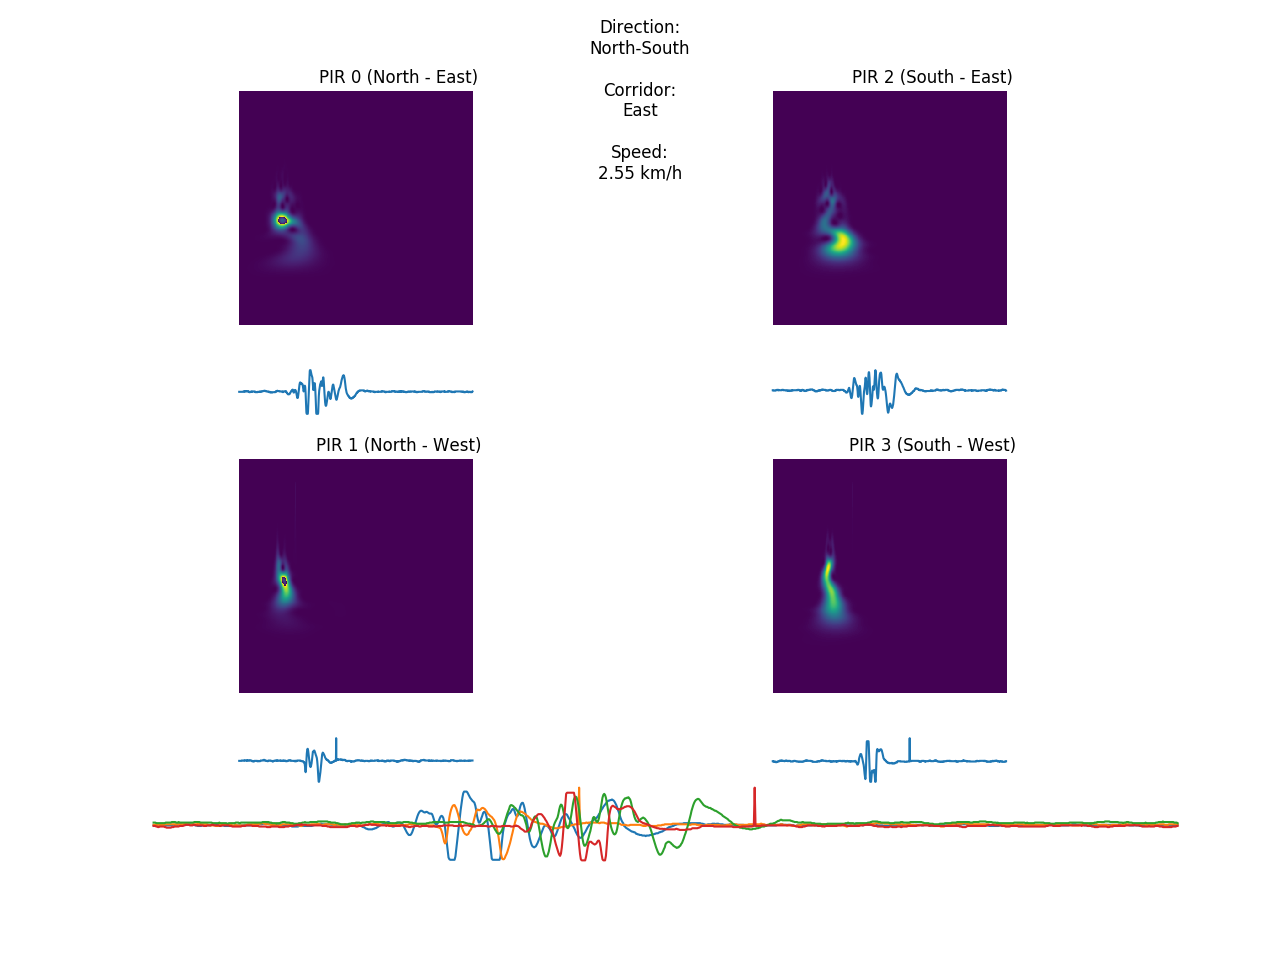 Direction:
North-South
Corridor:
East
Speed:
2.55 km/h
PIR 0 (North - East)
PIR 2 (South - East)
PIR 1 (North - West)
PIR 3 (South - West)